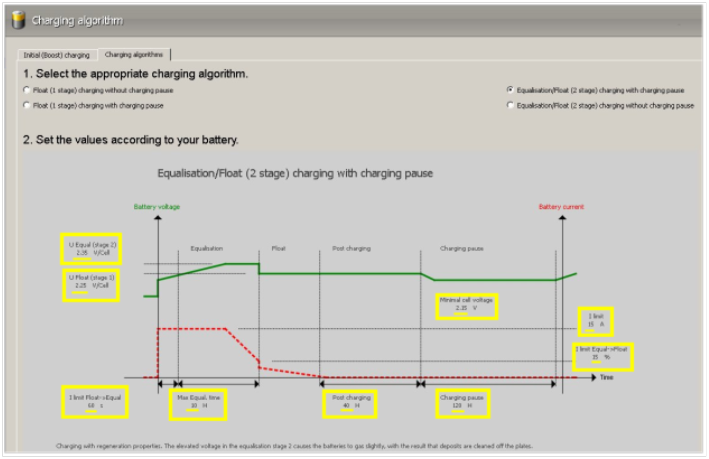 Charging algorithm
Initial (Boost) charging
Charging algorithms
1. Select the appropriate charging algorithm.
Float (1 stage) charging without charging pause
Equalisation/Float (2 stage) charging with charging pause
Float (1 stage) charging with charging pause
Equalisation/Float (2 stage) charging without charging pause
2. Set the values according to your battery.
Equalisation/Float (2 stage) charging with charging pause
Battery voltage
Battery current
U Equal (stage 2)
2.35 V/Cell
Equalisation
Float
Post charging
Charging pause
U Float (stage 1)
2.25 V/Cell
Minimal cell voltage
V
I limit
15 A
I limit Equal->Float
35 %
Time
I limit Float->Equal
s
Max Equal. time
10 H
Post charging
40 H
Charging pause
120 H
Charging with regeneration properties. The elevated voltage in the equalisation stage 2 causes the batteries to gas slightly, with the result that deposits are cleaned off the plates.